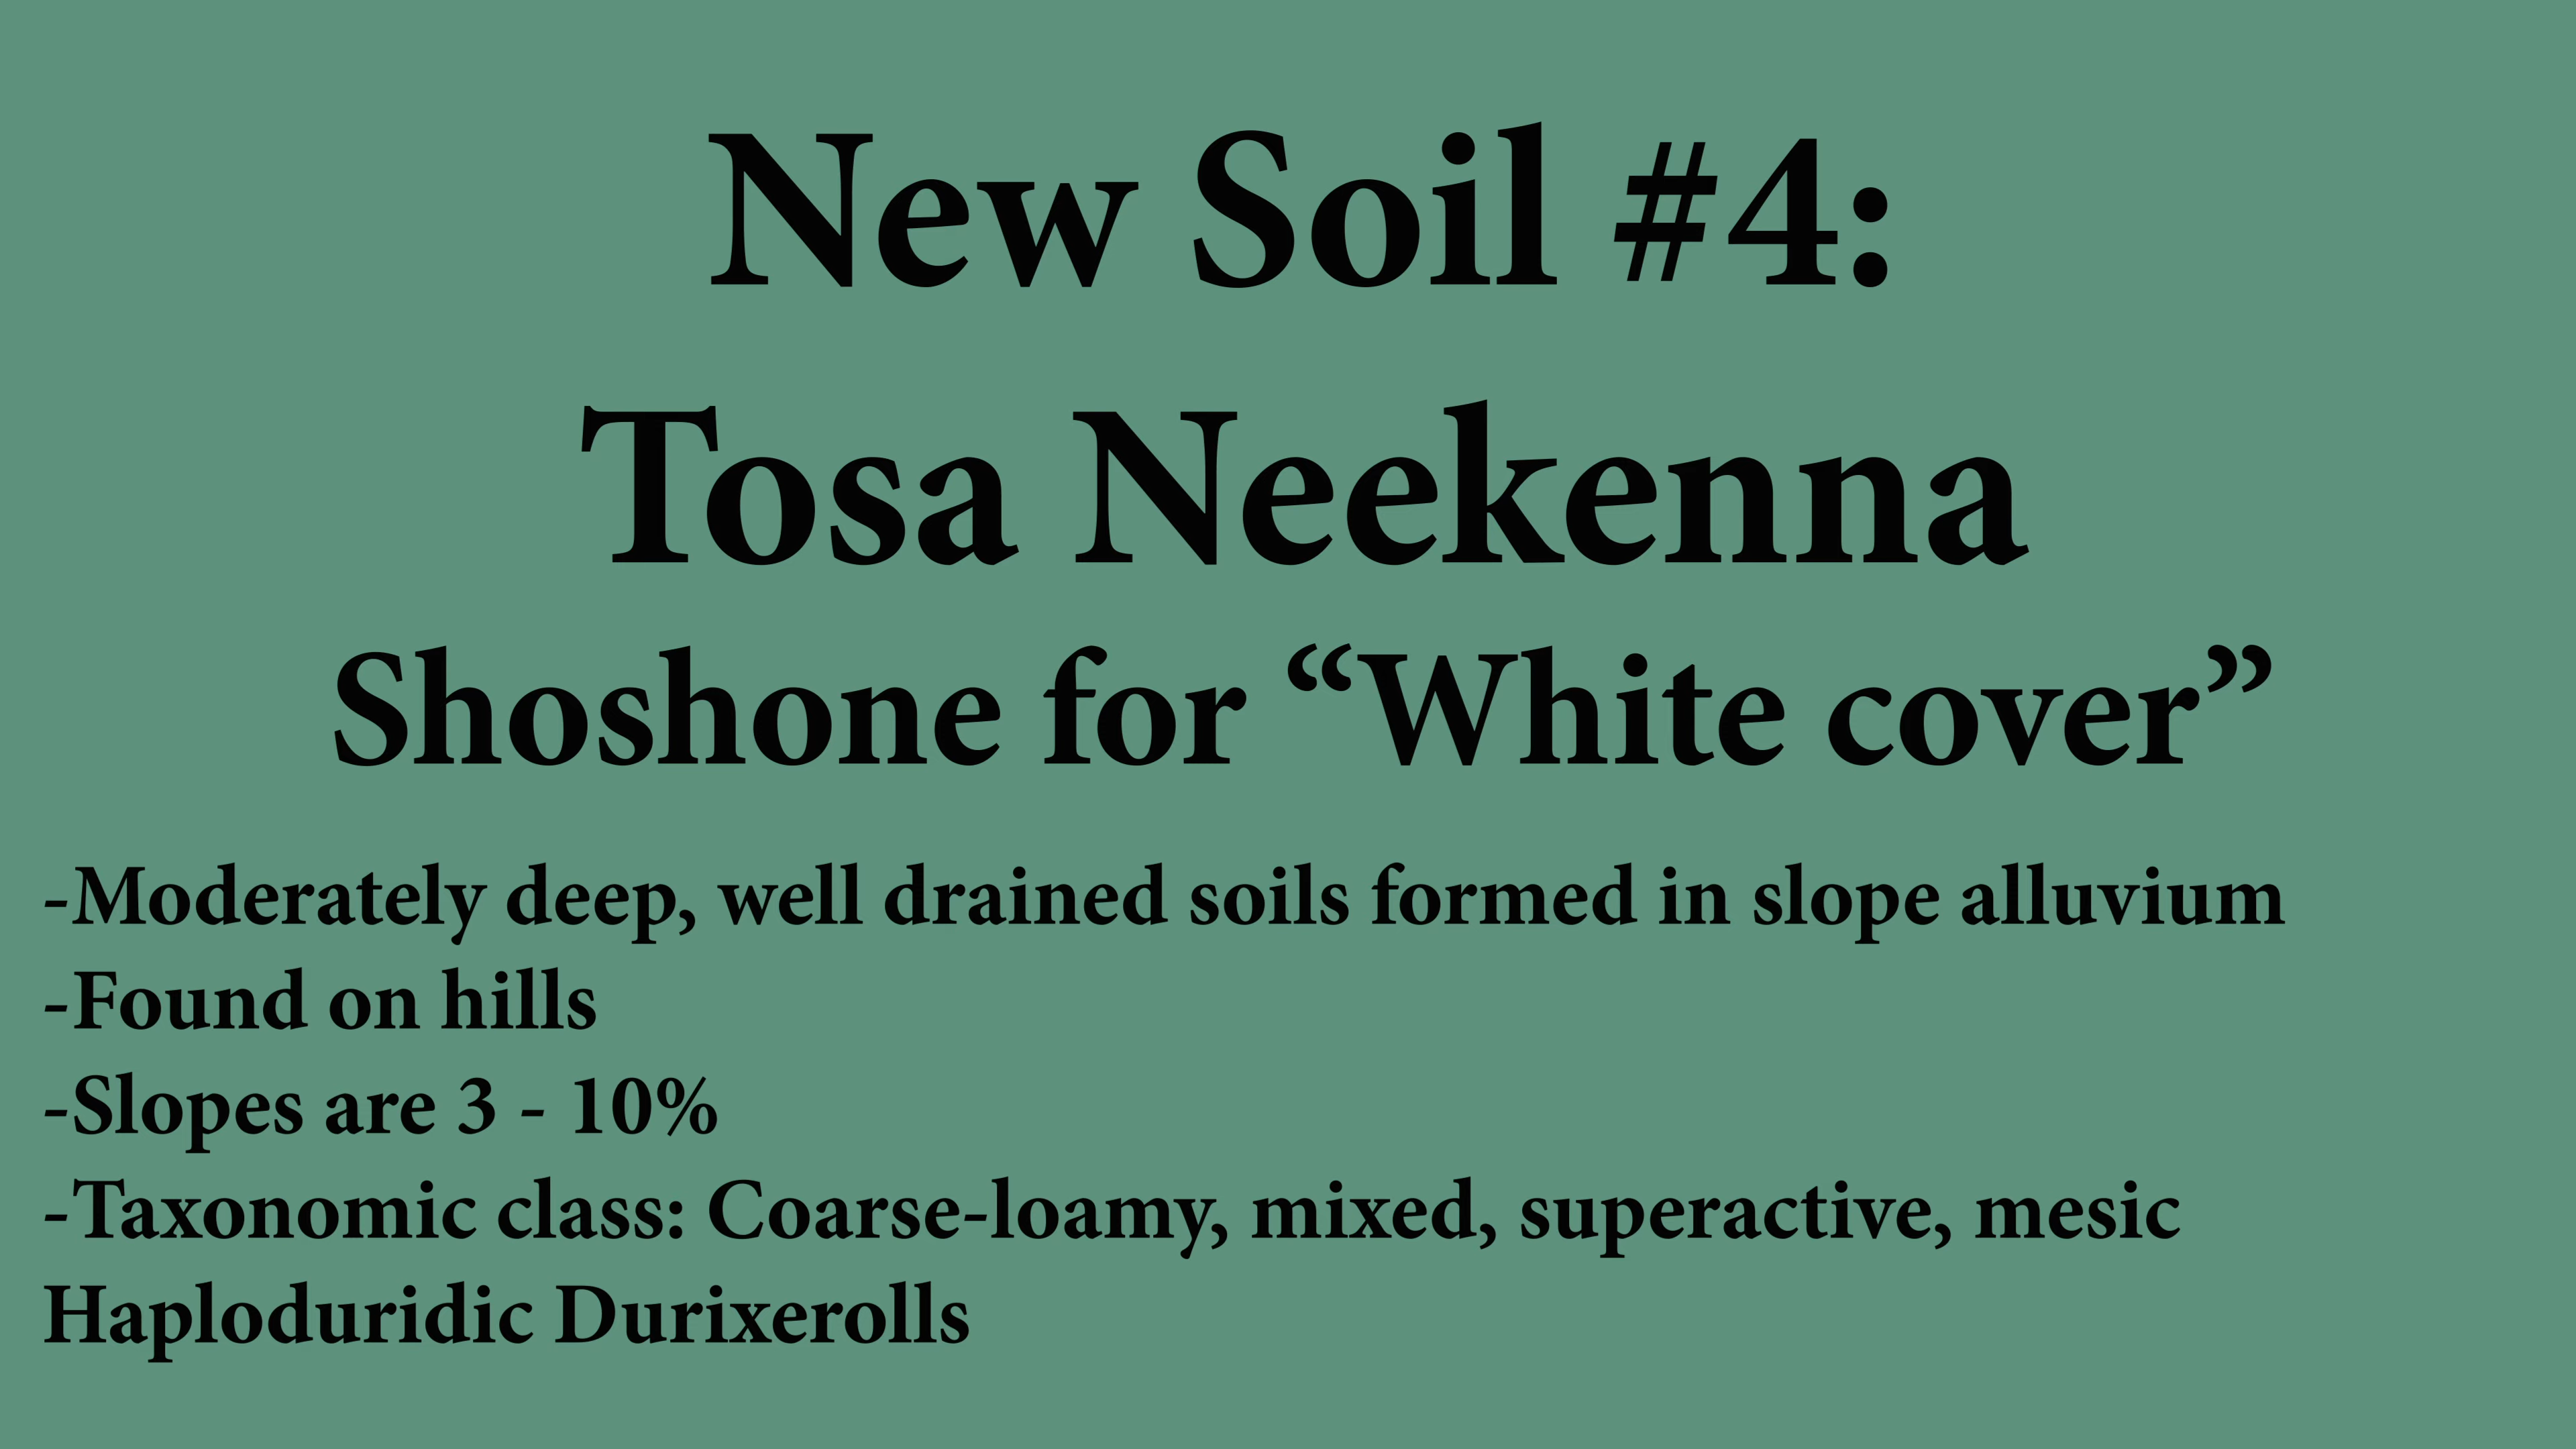 New Soil #4:
Tosa Neekenna
Shoshone for “White cover”
-Moderately deep, well drained soils formed in slope alluvium
-Found on hills
-Slopes are 3 - 10%
-Taxonomic class: Coarse-loamy, mixed, superactive, mesic
Haploduridic Durixerolls